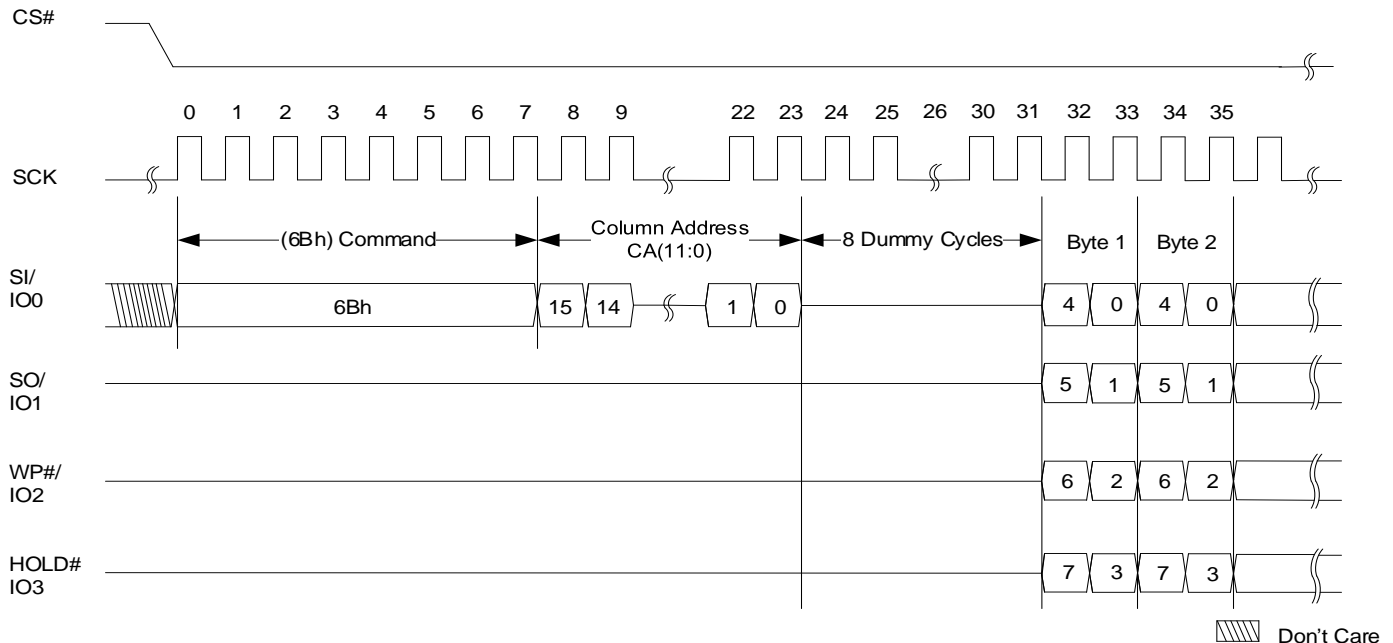 CS#
0 1 2 3 4 5 6 7 8 9 22 23 24 25 26 30 31 32 33 34 35
SCK
(6Bh) Command
Column Address
CA(11:0)
8 Dummy Cycles
Byte 1
Byte 2
SI/
IO0
6Bh 15 14 1 0 4 0 4 0
SO/
IO1
5 1 5 1
WP#/
IO2
6 2 6 2
HOLD#
IO3
7 3 7 3
Don't Care